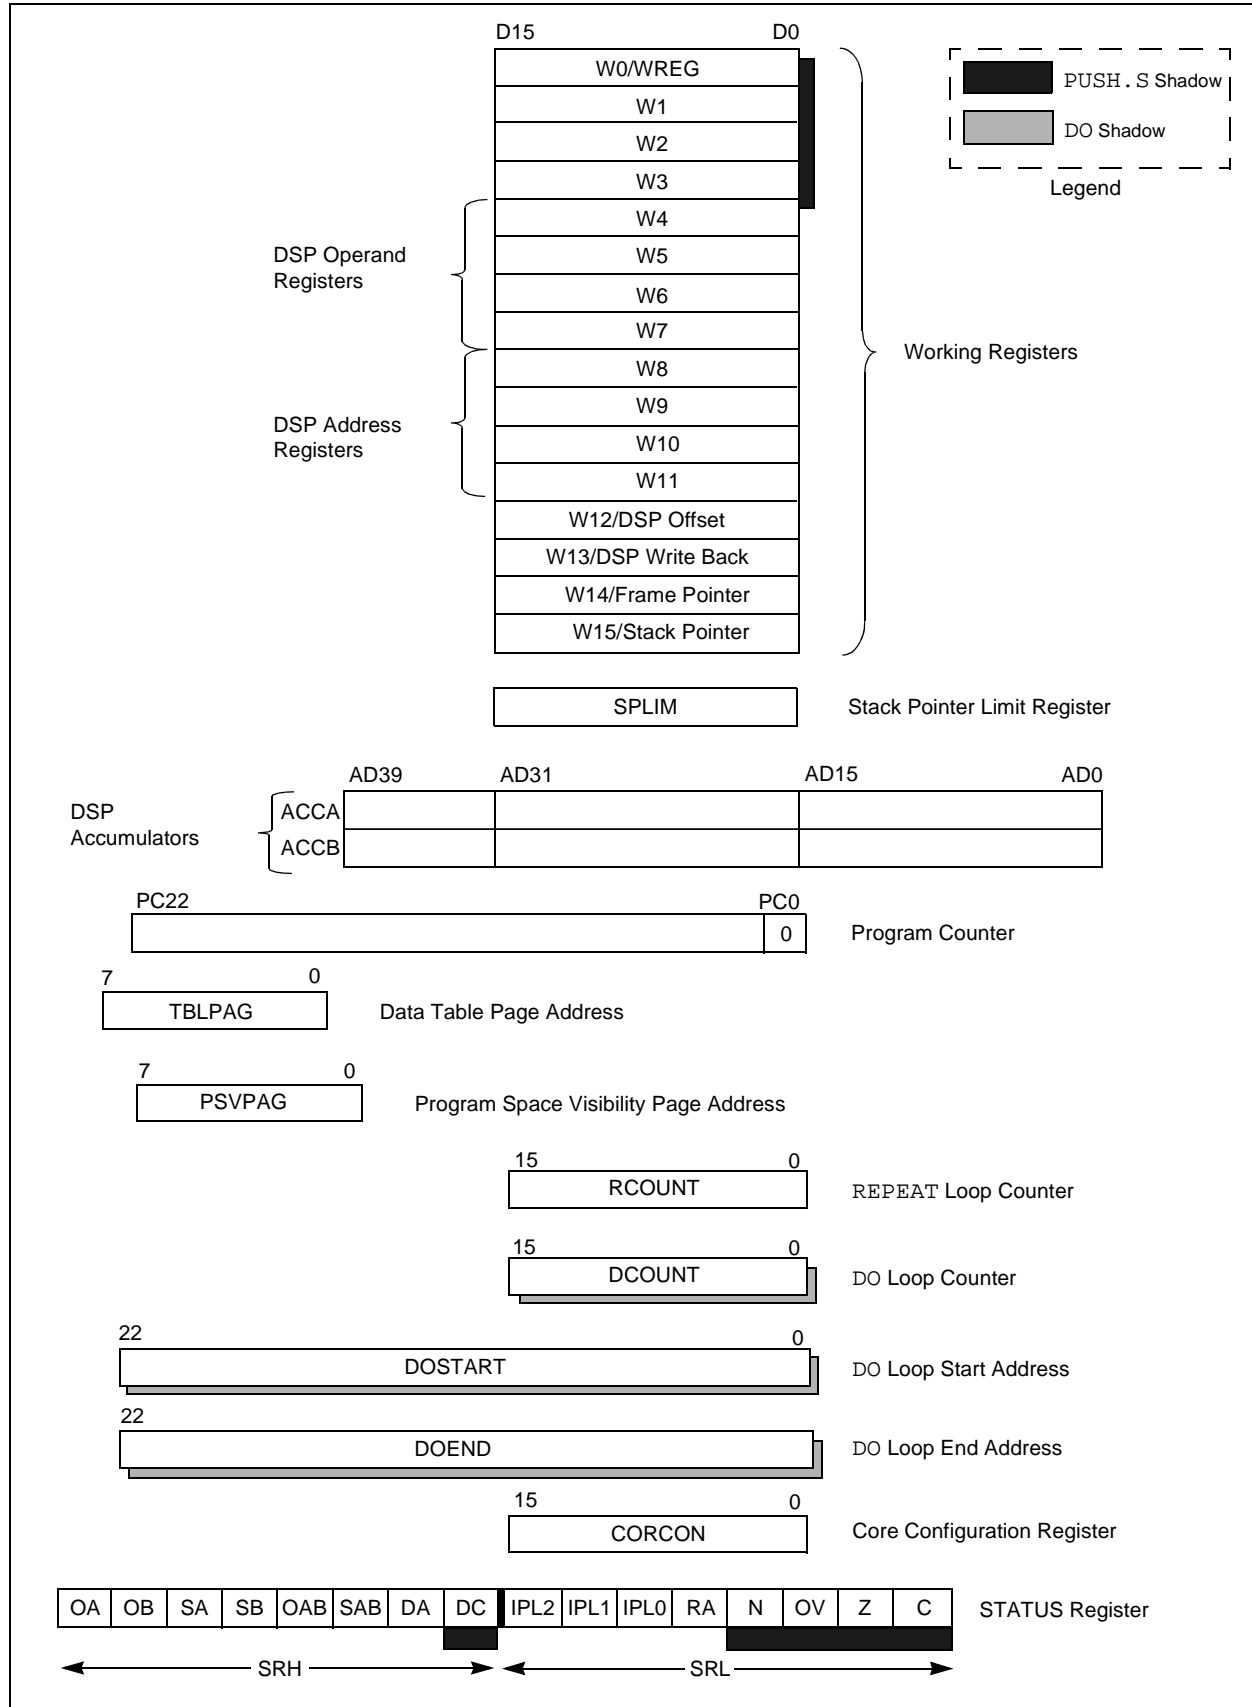 D15 D0
W0/WREG
W1
W2
W3
W4
W5
W6
W7
W8
W9
W10
W11
W12/DSP Offset
W13/DSP Write Back
W14/Frame Pointer
W15/Stack Pointer
PUSH.S Shadow
DO Shadow
Legend
DSP Operand
Registers
DSP Address
Registers
Working Registers
SPLIM
Stack Pointer Limit Register
AD39 AD31 AD15 AD0
DSP
Accumulators
ACCA
ACCB
PC22 PC0
0
Program Counter
7 0
TBLPAG
Data Table Page Address
7 0
PSVPAG
Program Space Visibility Page Address
15 0
RCOUNT
REPEAT Loop Counter
15 0
DCOUNT
DO Loop Counter
22 0
DOSTART
DO Loop Start Address
22
DOEND
DO Loop End Address
15 0
CORCON
Core Configuration Register
OA OB SA SB OAB SAB DA DC IPL2 IPL1 IPL0 RA N OV Z C
STATUS Register
SRH SRL